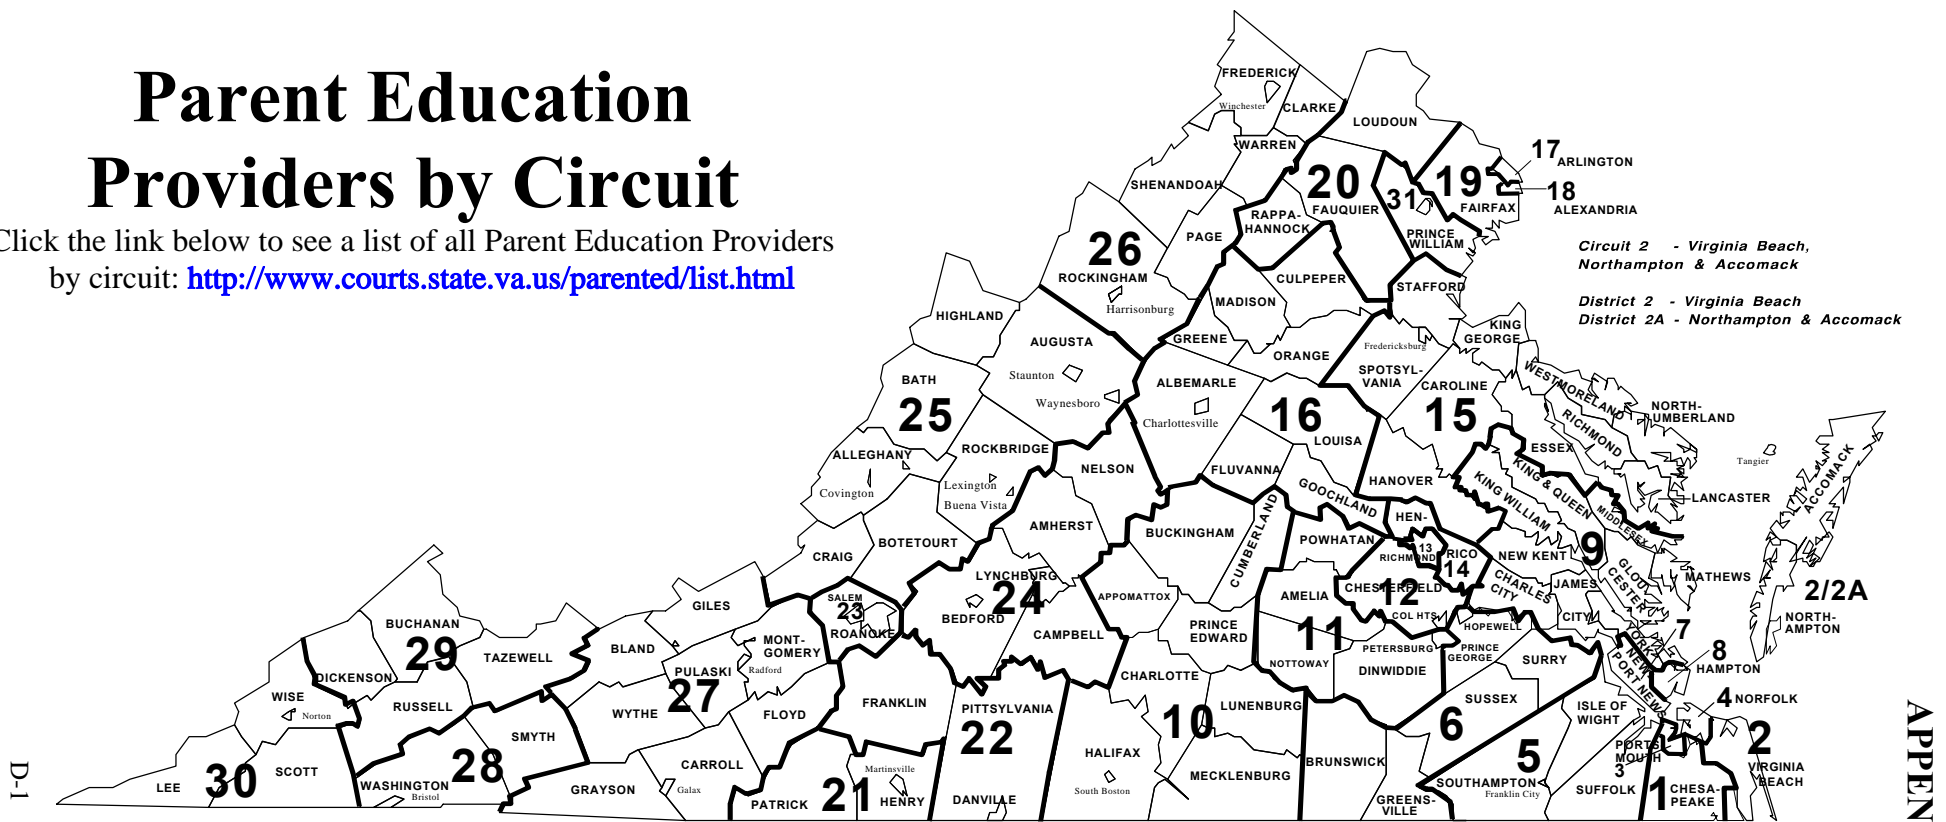 Parent Education
Providers by Circuit
Click the link below to see a list of all Parent Education Providers
by circuit: http://www.courts.state.va.us/parented/list.html
FREDERICK
Winchester
CLARKE
LOUDOUN
WARREN
SHENANDOAH
17
ARLINGTON
18
ALEXANDRIA
19
FAIRFAX
20
FAUQUIER
31
PRINCE
WILLIAM
RAPPA-
HANNOCK
PAGE
26
ROCKINGHAM
Harrisonburg
CULPEPER
MADISON
STAFFORD
Circuit 2 - Virginia Beach,
Northampton & Accomack
District 2 - Virginia Beach
District 2A - Northampton & Accomack
HIGHLAND
AUGUSTA
Staunton
Waynesboro
GREENE
ORANGE
Fredericksburg
KING
GEORGE
SPOTSYL-
VANIA
CAROLINE
15
WESTMORELAND
NORTH-
UMBERLAND
RICHMOND
ESSEX
LANCASTER
Tangier
ACCOMACK
BATH
25
ALBEMARLE
Charlottesville
16
LOUISA
ALLEGHANY
Covington
ROCKBRIDGE
Lexington
Buena Vista
NELSON
FLUVANNA
GOOCHLAND
HANOVER
KING & QUEEN
KING WILLIAM
MIDDLESEX
9
GLOU-
CESTER
MATHEWS
2/2A
NORTH-
AMPTON
AMHERST
BUCKINGHAM
CUMBERLAND
POWHATAN
HEN-
RICO
13
RICHMOND
14
NEW KENT
CHARLES
CITY
JAMES
CITY
CRAIG
BOTETOURT
LYNCHBURG
24
BEDFORD
CAMPBELL
APPOMATTOX
PRINCE
EDWARD
AMELIA
CHESTERFIELD
12
COL HTS
HOPEWELL
11
NOTTOWAY
PETERSBURG
DINWIDDIE
PRINCE
GEORGE
SURRY
YORK
NEW-
PORT NEWS
7
8
HAMPTON
4
NORFOLK
2
VIRGINIA
BEACH
PORTS-
MOUTH
3
1
CHESA-
PEAKE
SALEM
23
ROANOKE
GILES
MONT-
GOMERY
Radford
BLAND
PULASKI
27
BUCHANAN
29
TAZEWELL
DICKENSON
WISE
Norton
RUSSELL
WYTHE
FLOYD
FRANKLIN
PITTSYLVANIA
22
CHARLOTTE
10
LUNENBURG
HALIFAX
South Boston
MECKLENBURG
BRUNSWICK
SUSSEX
6
5
ISLE OF
WIGHT
SOUTHAMPTON
Franklin City
SUFFOLK
GREENS-
VILLE
LEE
30
SCOTT
WASHINGTON
Bristol
28
SMYTH
GRAYSON
CARROLL
Galax
PATRICK
21
Martinsville
HENRY
DANVILLE
D-1
APPEN